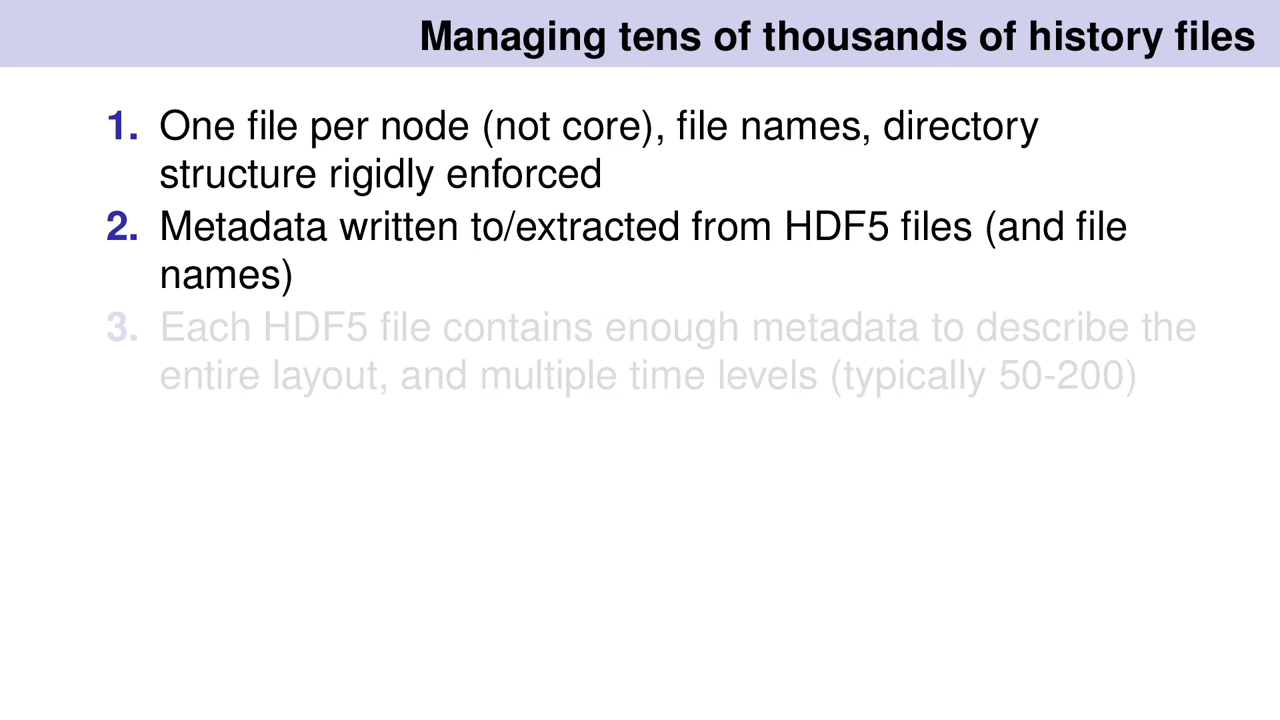 Managing tens of thousands of history files
1. One file per node (not core), file names, directory
structure rigidly enforced
2. Metadata written to/extracted from HDF5 files (and file
names)
3. Each HDF5 file contains enough metadata to describe the
entire layout, and multiple time levels (typically 50-200)